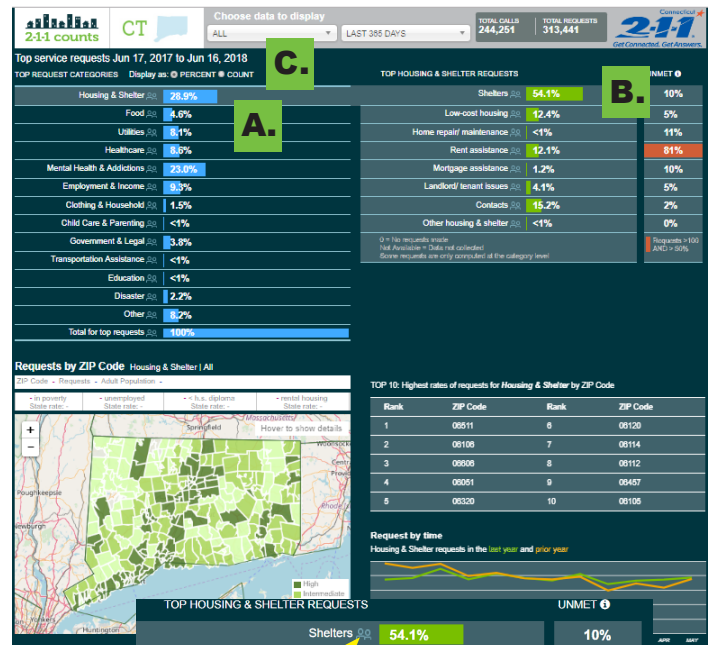 2-1-1 counts
CT
Choose data to display
ALL
LAST 365 DAYS
TOTAL CALLS
244,251
TOTAL REQUESTS
313,441
Connecticut
2-1-1
Get Connected. Get Answers.
Top service requests Jun 17, 2017 to Jun 16, 2018
C.
TOP REQUEST CATEGORIES Display as: PERCENT COUNT
Housing & Shelter 28.9%
Food 4.6%
A.
Utilities 8.1%
Healthcare 8.6%
Mental Health & Addictions 23.0%
Employment & Income 9.3%
Clothing & Household 1.5%
Child Care & Parenting <1%
Government & Legal 3.8%
Transportation Assistance <1%
Education <1%
Disaster 2.2%
Other 8.2%
Total for top requests 100%
TOP HOUSING & SHELTER REQUESTS UNMET
B.
Shelters 54.1% 10%
Low-cost housing 12.4% 5%
Home repair/ maintenance <1% 11%
Rent assistance 12.1% 81%
Mortgage assistance 1.2% 10%
Landlord/ tenant issues 4.1% 5%
Contacts 15.2% 2%
Other housing & shelter <1% 0%
0 = No requests made
Not Available = Data not collected
Some requests are only computed at the category level
Requests >100
AND > 50%
Requests by ZIP Code Housing & Shelter | All
ZIP Code - Requests - Adult Population -
- in poverty
State rate: -
- unemployed
State rate: -
- < h.s. diploma
State rate: -
- rental housing
State rate: -
+
−
Massachusetts
Springfield
Hover to show details
Woonsock
Centr
Provid
Poughkeepsie
Rhode
ewburgh
High
Intermediate
Yonkers
Huntington
TOP 10: Highest rates of requests for Housing & Shelter by ZIP Code
Rank ZIP Code Rank ZIP Code
1 06511 6 06120
2 06106 7 06114
3 06606 8 06112
4 06051 9 06457
5 06320 10 06105
Request by time
Housing & Shelter requests in the last year and prior year
APR MAY
TOP HOUSING & SHELTER REQUESTS UNMET
Shelters 54.1% 10%